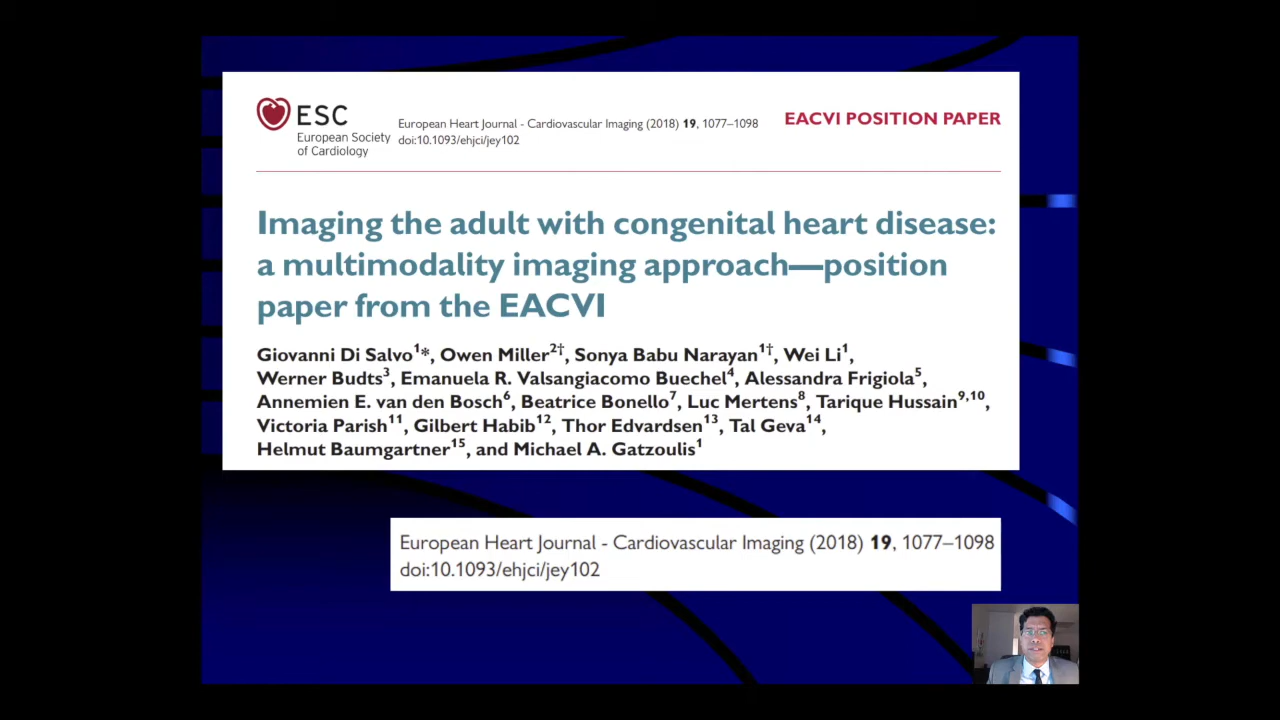 ESC
European Society
of Cardiology
European Heart Journal - Cardiovascular Imaging (2018) 19, 1077–1098
doi:10.1093/ehjci/jey102
EACVI POSITION PAPER
Imaging the adult with congenital heart disease:
a multimodality imaging approach—position
paper from the EACVI
Giovanni Di Salvo¹*, Owen Miller²†, Sonya Babu Narayan¹†, Wei Li¹,
Werner Budts³, Emanuela R. Valsangiacomo Buechel⁴, Alessandra Frigiola⁵,
Annemien E. van den Bosch⁶, Beatrice Bonello⁷, Luc Mertens⁸, Tarique Hussain⁹,¹⁰,
Victoria Parish¹¹, Gilbert Habib¹², Thor Edvardsen¹³, Tal Geva¹⁴,
Helmut Baumgartner¹⁵, and Michael A. Gatzoulis¹
European Heart Journal - Cardiovascular Imaging (2018) 19, 1077–1098
doi:10.1093/ehjci/jey102